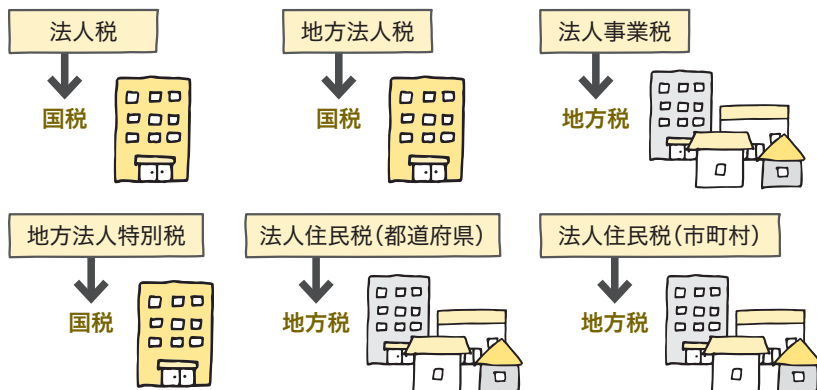 法人税
地方法人税
法人事業税
国税
国税
地方税
地方法人特別税
法人住民税(都道府県)
法人住民税(市町村)
国税
地方税
地方税